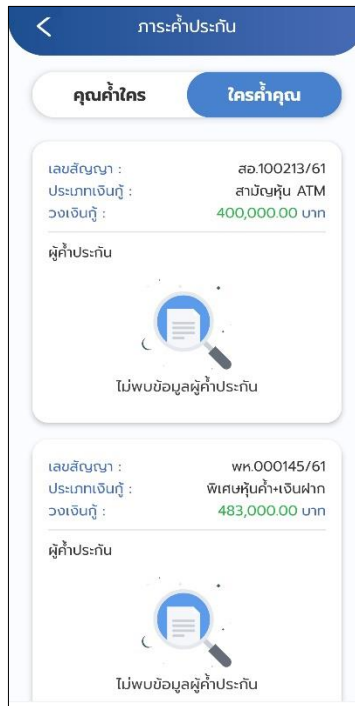 ภาระค้ำประกัน
คุณค้ำใคร ใครค้ำคุณ
เลขสัญญา : สอ.100213/61
ประเภทเงินกู้ : สามัญหุ้น ATM
วงเงินกู้ : 400,000.00 บาท
ผู้ค้ำประกัน
ไม่พบข้อมูลผู้ค้ำประกัน
เลขสัญญา : พห.000145/61
ประเภทเงินกู้ : พิเศษหุ้นค้ำ+เงินฝาก
วงเงินกู้ : 483,000.00 บาท
ผู้ค้ำประกัน
ไม่พบข้อมูลผู้ค้ำประกัน